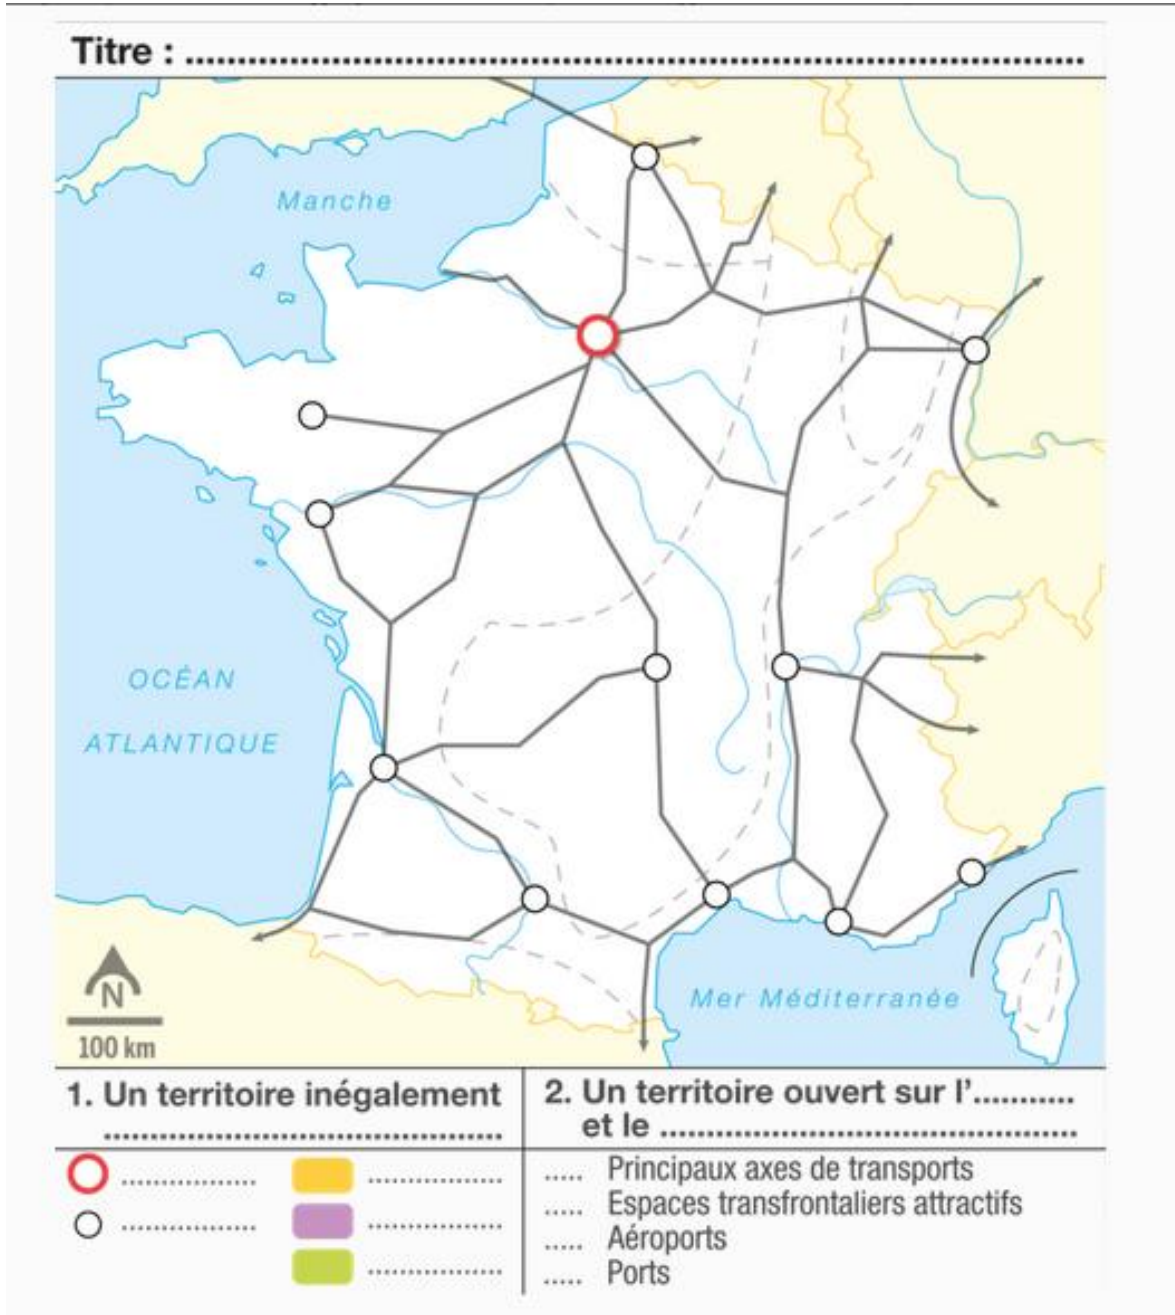 Titre : ..........................................................................................
Manche
OCÉAN
ATLANTIQUE
Mer Méditerranée
N
100 km
1. Un territoire inégalement
........................................
2. Un territoire ouvert sur l’...........
et le .........................................
.............. ..............
.............. ..............
..............
..... Principaux axes de transports
..... Espaces transfrontaliers attractifs
..... Aéroports
..... Ports